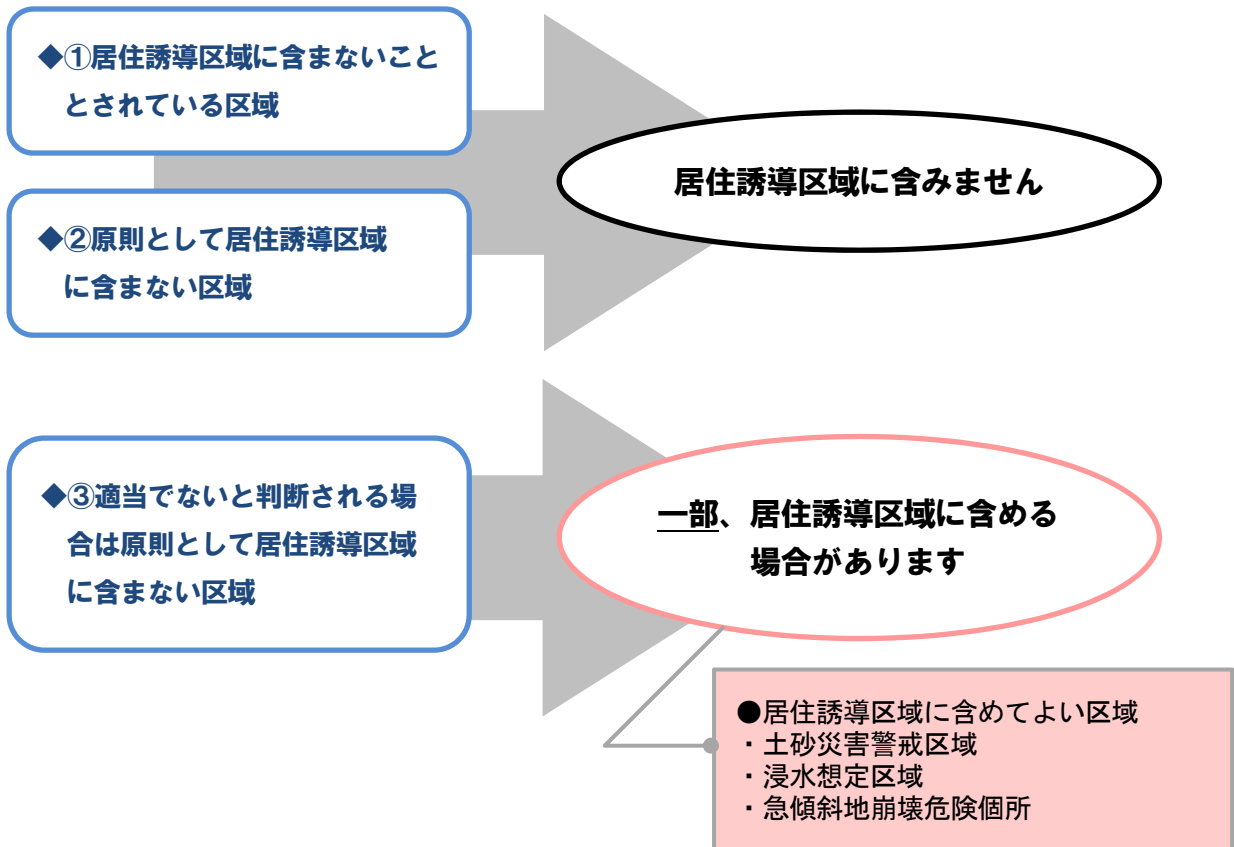 ◆①居住誘導区域に含まないこと
とされている区域
居住誘導区域に含みません
◆②原則として居住誘導区域
に含まない区域
◆③適当でないと判断される場
合は原則として居住誘導区域
に含まない区域
一部、居住誘導区域に含める
場合があります
●居住誘導区域に含めてよい区域
・土砂災害警戒区域
・浸水想定区域
・急傾斜地崩壊危険個所